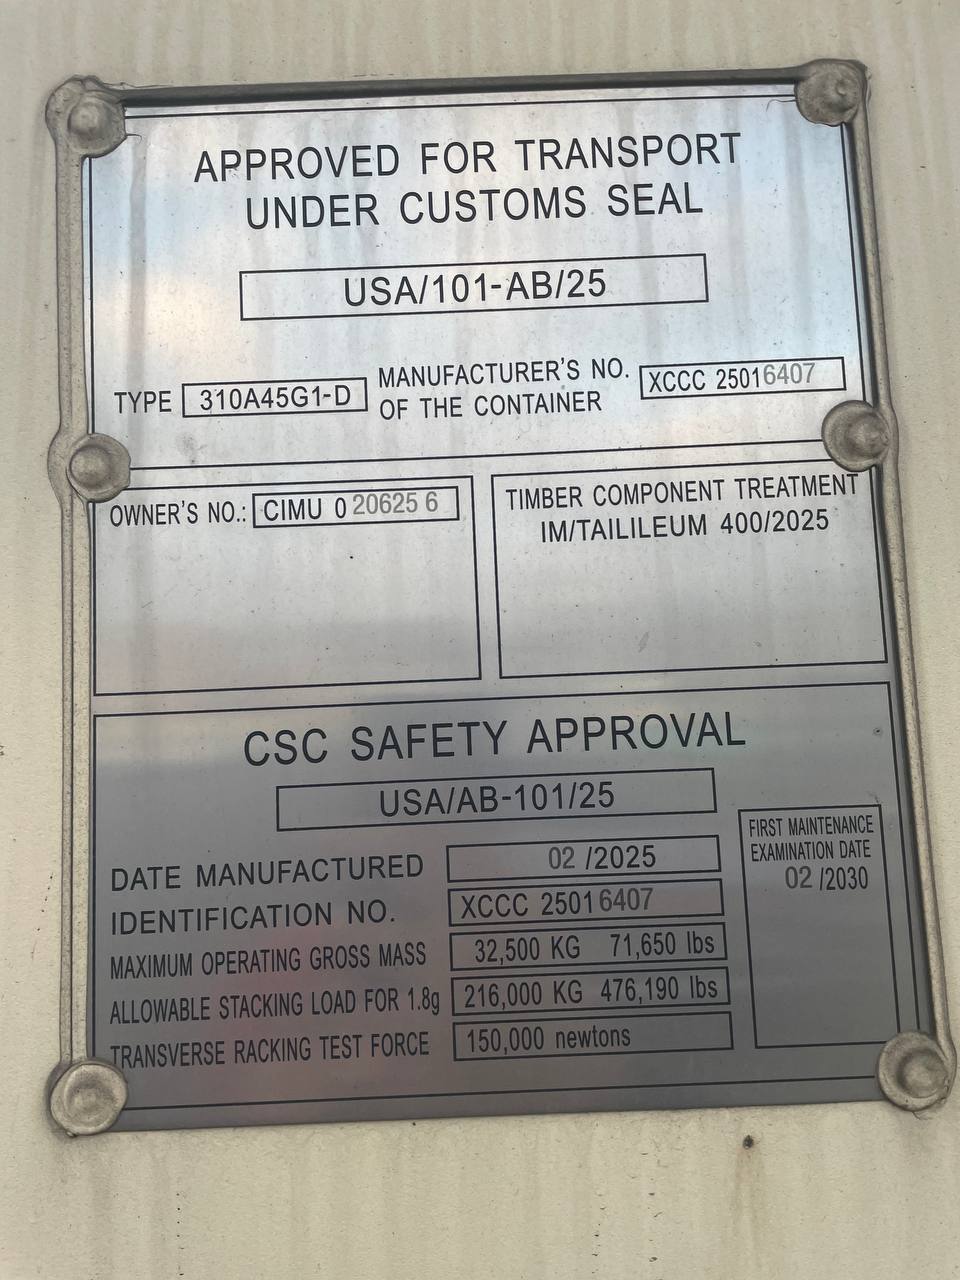 APPROVED FOR TRANSPORT
UNDER CUSTOMS SEAL
USA/101-AB/25
TYPE 310A45G1-D MANUFACTURER'S NO. OF THE CONTAINER XCCC 25016407
OWNER'S NO.: CIMU 0 20625 6
TIMBER COMPONENT TREATMENT
IM/TAILILEUM 400/2025
CSC SAFETY APPROVAL
USA/AB-101/25
DATE MANUFACTURED 02 /2025
IDENTIFICATION NO. XCCC 25016407
MAXIMUM OPERATING GROSS MASS 32,500 KG 71,650 lbs
ALLOWABLE STACKING LOAD FOR 1.8g 216,000 KG 476,190 lbs
TRANSVERSE RACKING TEST FORCE 150,000 newtons
FIRST MAINTENANCE
EXAMINATION DATE
02 /2030